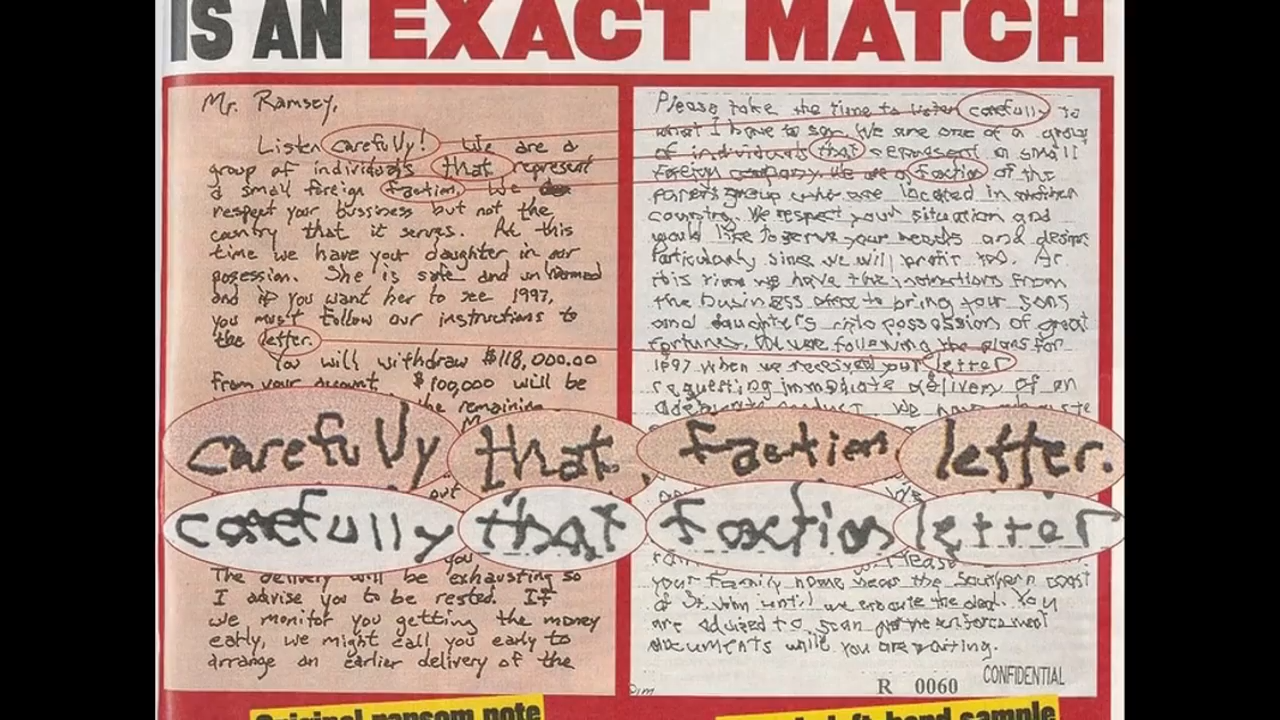 IS AN EXACT MATCH
Mr. Ramsey,
Listen carefully! We are a
group of individuals that represent
a small foreign faction. We
respect your bussiness but not the
country that it serves. At this
time we have your daughter in our
posession. She is safe and unharmed
and if you want her to see 1997,
you must follow our instructions to
the letter.
You will withdraw $118,000.00
from your account. $100,000 will be
the remaining
out
you
The delivery will be exhausting so
I advise you to be rested. If
we monitor you getting the money
early, we might call you early to
arrange an earlier delivery of the
Please take the time to listen carefully to
what I have to say. We are one of a group
of individuals that represent a small
foreign company. We are a faction of the
parent group who are located in another
country. We respect your situation and
would like to serve your needs and desires
particularly since we will profit too. At
this time we have the instructions from
the business office to bring your sons
and daughters into possession of great
fortunes. We were following the plans for
1997 when we received your letter
requesting immediate delivery of an
We have
carefully that faction letter.
carefully that faction letter
Please
your family home near the southern coast
of St. John until we execute the deal. You
are advised to scan
documents while you are waiting.
CONFIDENTIAL
R 0060
Original ransom note
left-hand sample